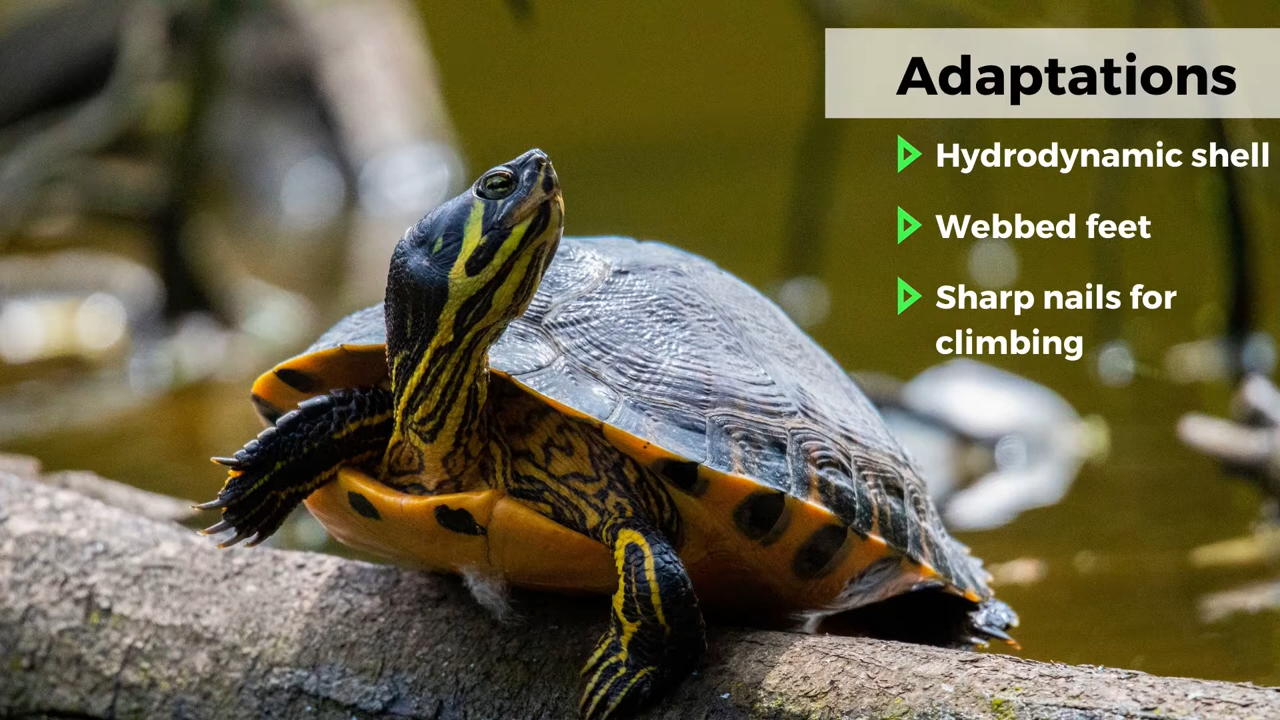 Adaptations
Hydrodynamic shell
Webbed feet
Sharp nails for
climbing